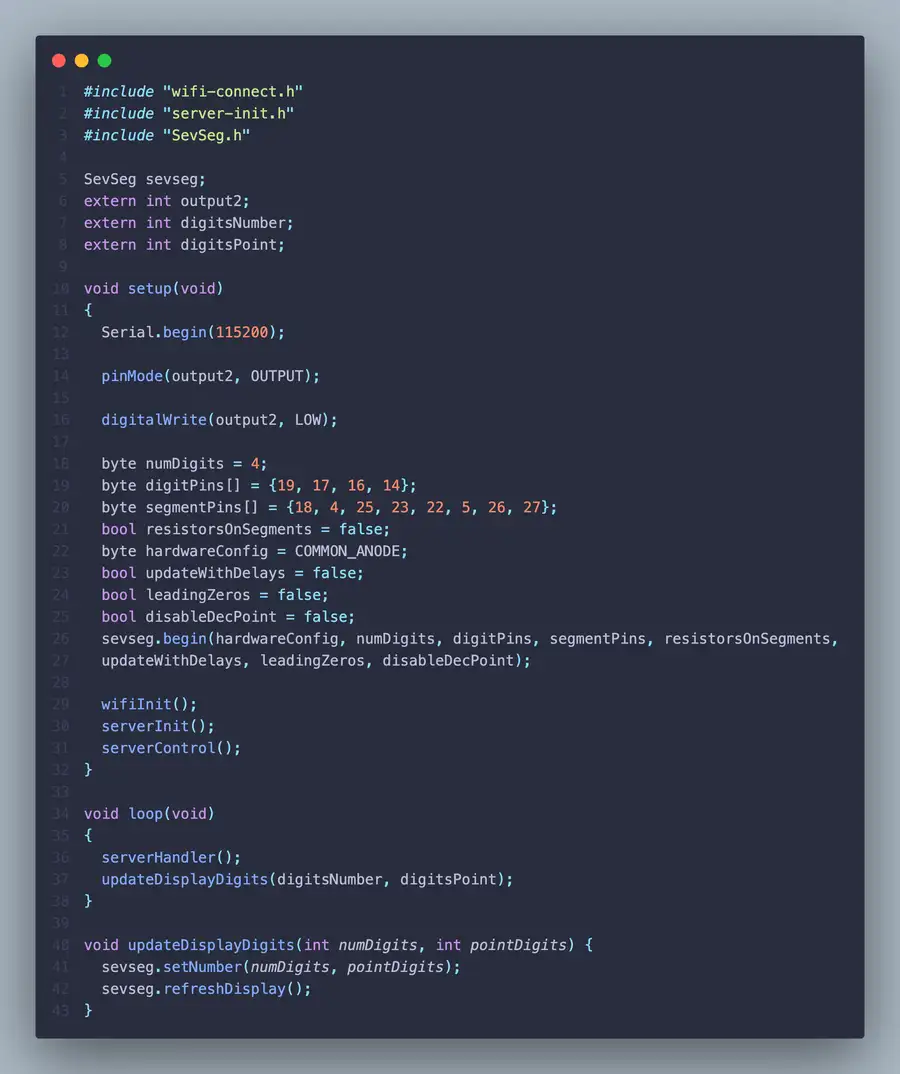 1 #include "wifi-connect.h"
2 #include "server-init.h"
3 #include "SevSeg.h"
4
5 SevSeg sevseg;
6 extern int output2;
7 extern int digitsNumber;
8 extern int digitsPoint;
9
10 void setup(void)
11 {
12   Serial.begin(115200);
13
14   pinMode(output2, OUTPUT);
15
16   digitalWrite(output2, LOW);
17
18   byte numDigits = 4;
19   byte digitPins[] = {19, 17, 16, 14};
20   byte segmentPins[] = {18, 4, 25, 23, 22, 5, 26, 27};
21   bool resistorsOnSegments = false;
22   byte hardwareConfig = COMMON_ANODE;
23   bool updateWithDelays = false;
24   bool leadingZeros = false;
25   bool disableDecPoint = false;
26   sevseg.begin(hardwareConfig, numDigits, digitPins, segmentPins, resistorsOnSegments,
27   updateWithDelays, leadingZeros, disableDecPoint);
28
29   wifiInit();
30   serverInit();
31   serverControl();
32 }
33
34 void loop(void)
35 {
36   serverHandler();
37   updateDisplayDigits(digitsNumber, digitsPoint);
38 }
39
40 void updateDisplayDigits(int numDigits, int pointDigits) {
41   sevseg.setNumber(numDigits, pointDigits);
42   sevseg.refreshDisplay();
43 }